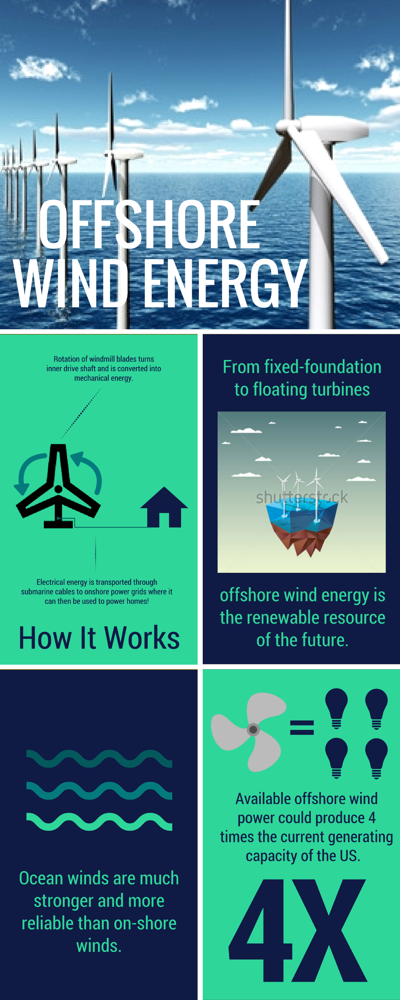 OFFSHORE
WIND ENERGY
Rotation of windmill blades turns
inner drive shaft and is converted into
mechanical energy.
Electrical energy is transported through
submarine cables to onshore power grids where it
can then be used to power homes!
How It Works
From fixed-foundation
to floating turbines
shutterstock
offshore wind energy is
the renewable resource
of the future.
Ocean winds are much
stronger and more
reliable than on-shore
winds.
Available offshore wind
power could produce 4
times the current generating
capacity of the US.
4X